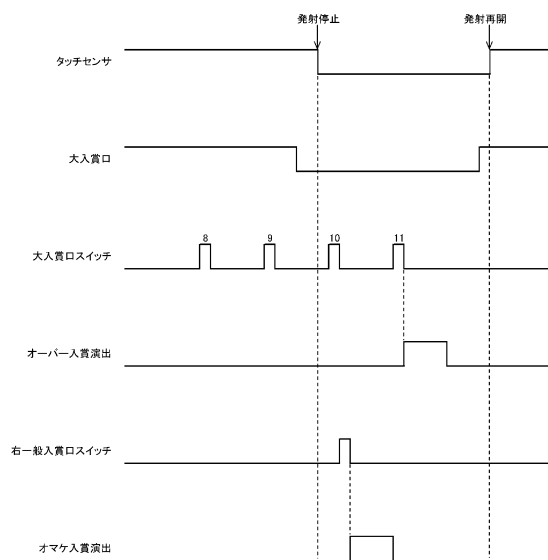 発射停止 発射再開
タッチセンサ
大入賞口
8 9 10 11
大入賞口スイッチ
オーバー入賞演出
右一般入賞口スイッチ
オマケ入賞演出